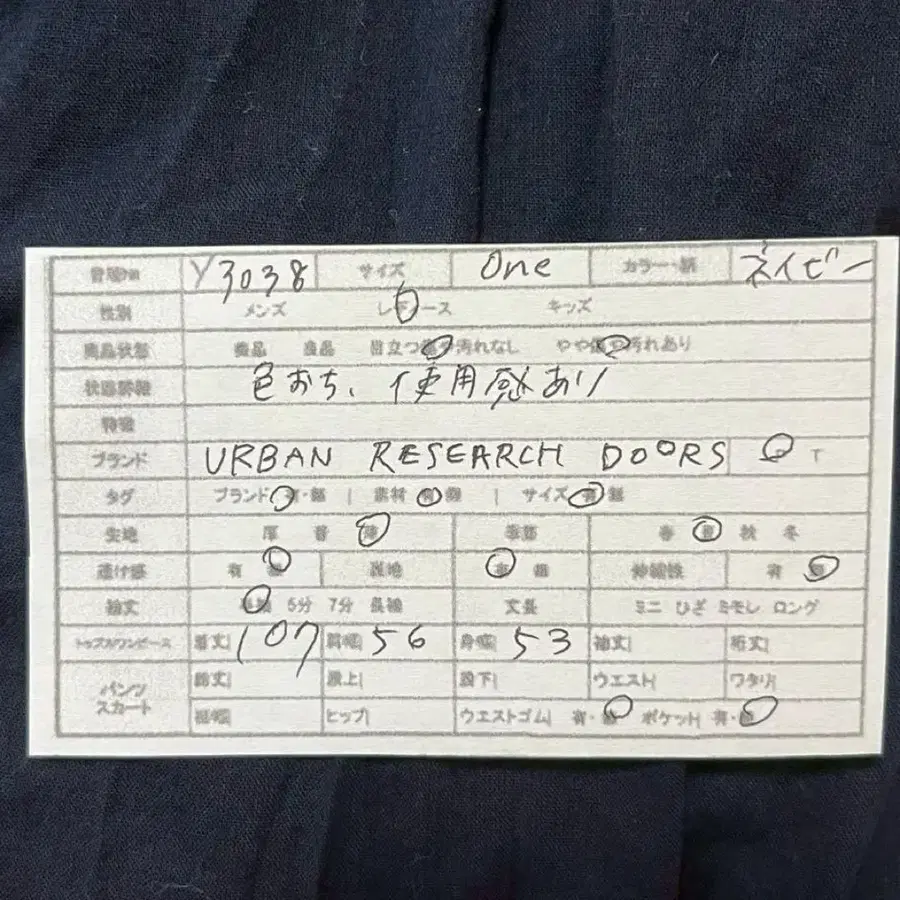 管理No Y3038 サイズ One カラー・柄 ネイビー
性別 メンズ レディース キッズ
商品状態 美品 良品 目立つ傷や汚れなし やや傷や汚れあり
状態詳細 色おち、使用感あり
特徴
ブランド URBAN RESEARCH DOORS T
タグ ブランド 有・無 | 素材 有 無 | サイズ 有 無
生地 厚 普 薄 季節 春 夏 秋 冬
透け感 有 無 裏地 有 無 伸縮性 有 無
袖丈 半袖 5分 7分 長袖 丈長 ミニ ひざ ミモレ ロング
トップス/ワンピース 着丈| 107 肩幅| 56 身幅| 53 袖丈| 裄丈|
パンツ スカート 総丈| 股上| 股下| ウエスト| ワタリ|
裾幅| ヒップ| ウエストゴム| 有・無 ポケット| 有・無